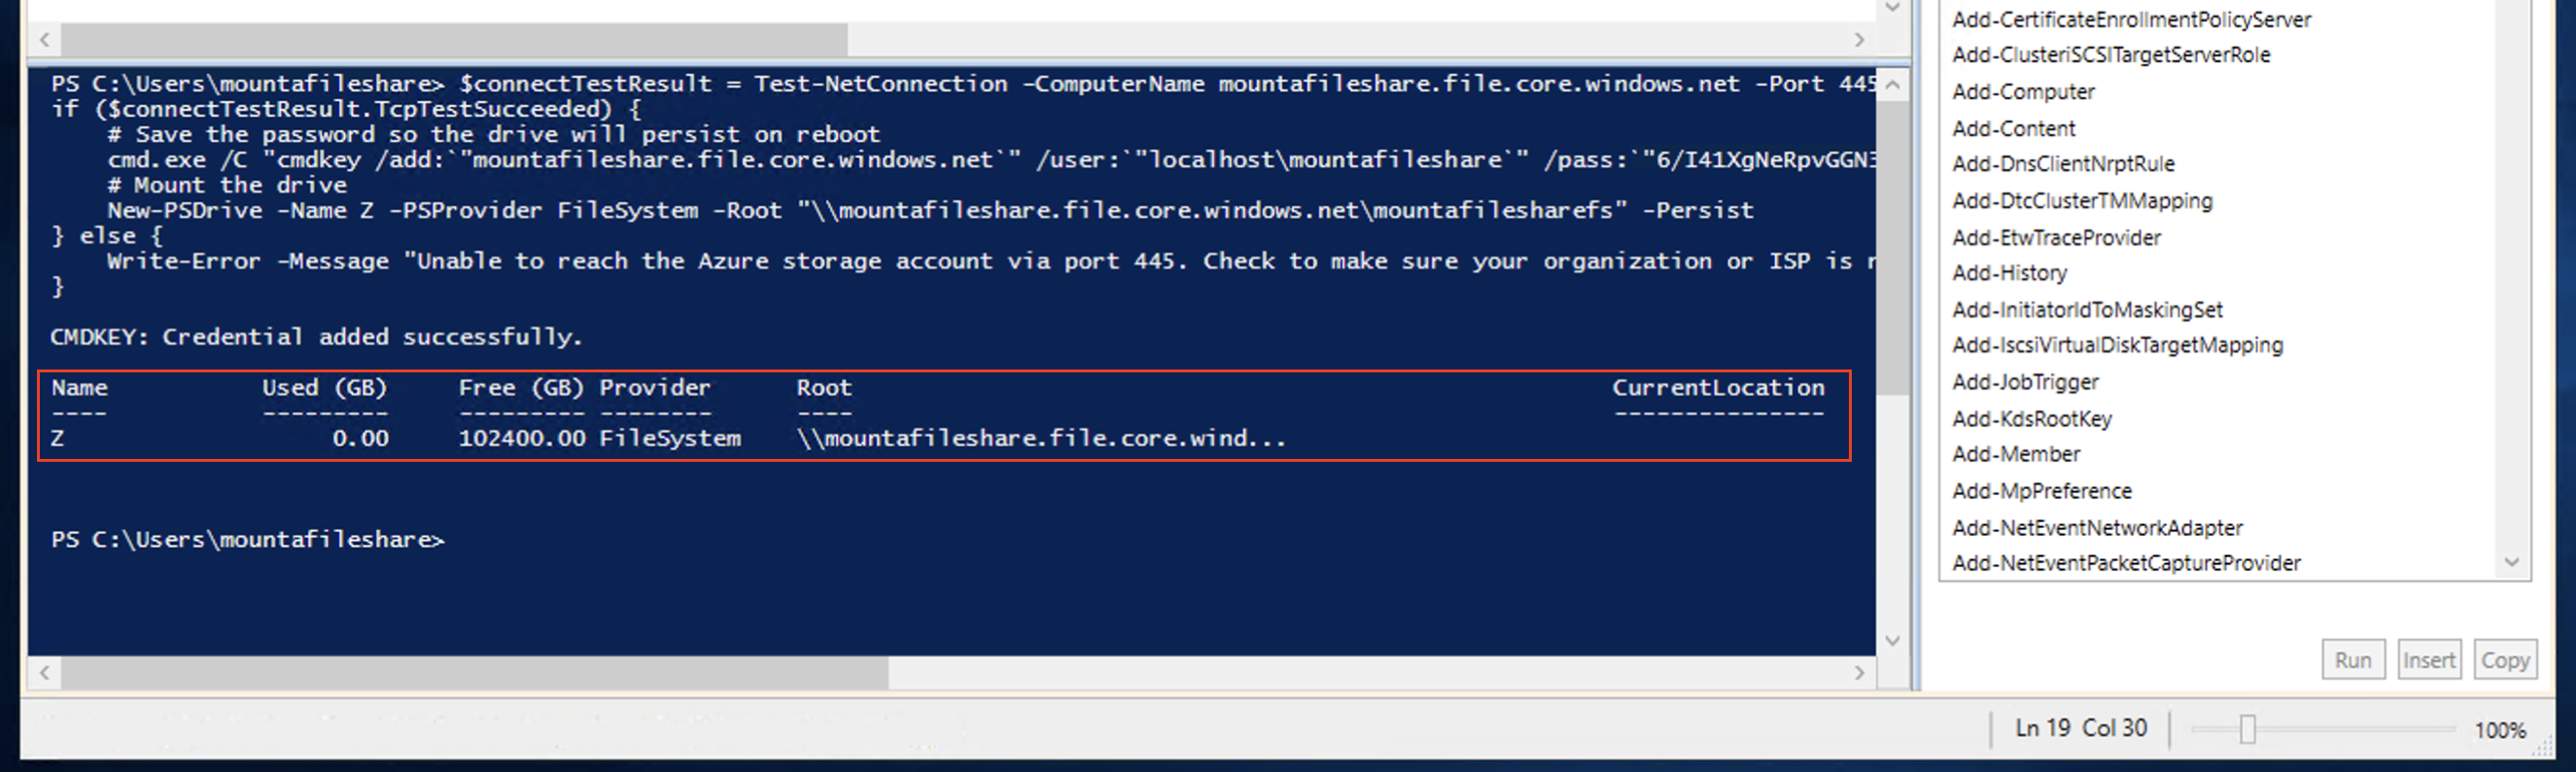 PS C:\Users\mountafileshare> $connectTestResult = Test-NetConnection -ComputerName mountafileshare.file.core.windows.net -Port 445
if ($connectTestResult.TcpTestSucceeded) {
    # Save the password so the drive will persist on reboot
    cmd.exe /C "cmdkey /add:`"mountafileshare.file.core.windows.net`" /user:`"localhost\mountafileshare`" /pass:`"6/I41XgNeRpvGGN3
    # Mount the drive
    New-PSDrive -Name Z -PSProvider FileSystem -Root "\\mountafileshare.file.core.windows.net\mountafilesharefs" -Persist
} else {
    Write-Error -Message "Unable to reach the Azure storage account via port 445. Check to make sure your organization or ISP is
}
CMDKEY: Credential added successfully.
Name Used (GB) Free (GB) Provider Root CurrentLocation
---- --------- --------- -------- ---- ---------------
Z 0.00 102400.00 FileSystem \\mountafileshare.file.core.wind...
PS C:\Users\mountafileshare>
Add-CertificateEnrollmentPolicyServer
Add-ClusteriSCSITargetServerRole
Add-Computer
Add-Content
Add-DnsClientNrptRule
Add-DtcClusterTMMapping
Add-EtwTraceProvider
Add-History
Add-InitiatorIdToMaskingSet
Add-IscsiVirtualDiskTargetMapping
Add-JobTrigger
Add-KdsRootKey
Add-Member
Add-MpPreference
Add-NetEventNetworkAdapter
Add-NetEventPacketCaptureProvider
Run Insert Copy
Ln 19 Col 30 100%